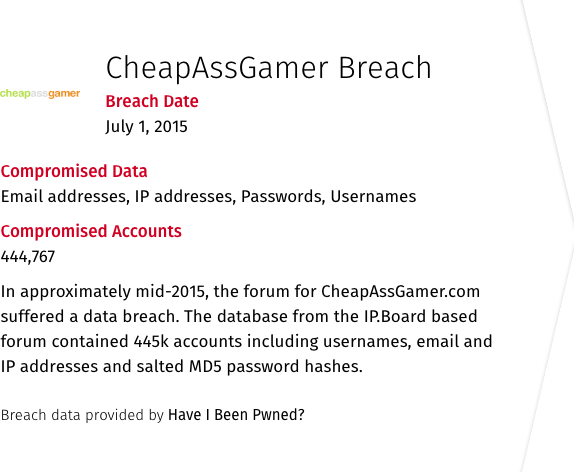 CheapAssGamer Breach
cheapassgamer
Breach Date
July 1, 2015
Compromised Data
Email addresses, IP addresses, Passwords, Usernames
Compromised Accounts
444,767
In approximately mid-2015, the forum for CheapAssGamer.com
suffered a data breach. The database from the IP.Board based
forum contained 445k accounts including usernames, email and
IP addresses and salted MD5 password hashes.
Breach data provided by Have I Been Pwned?